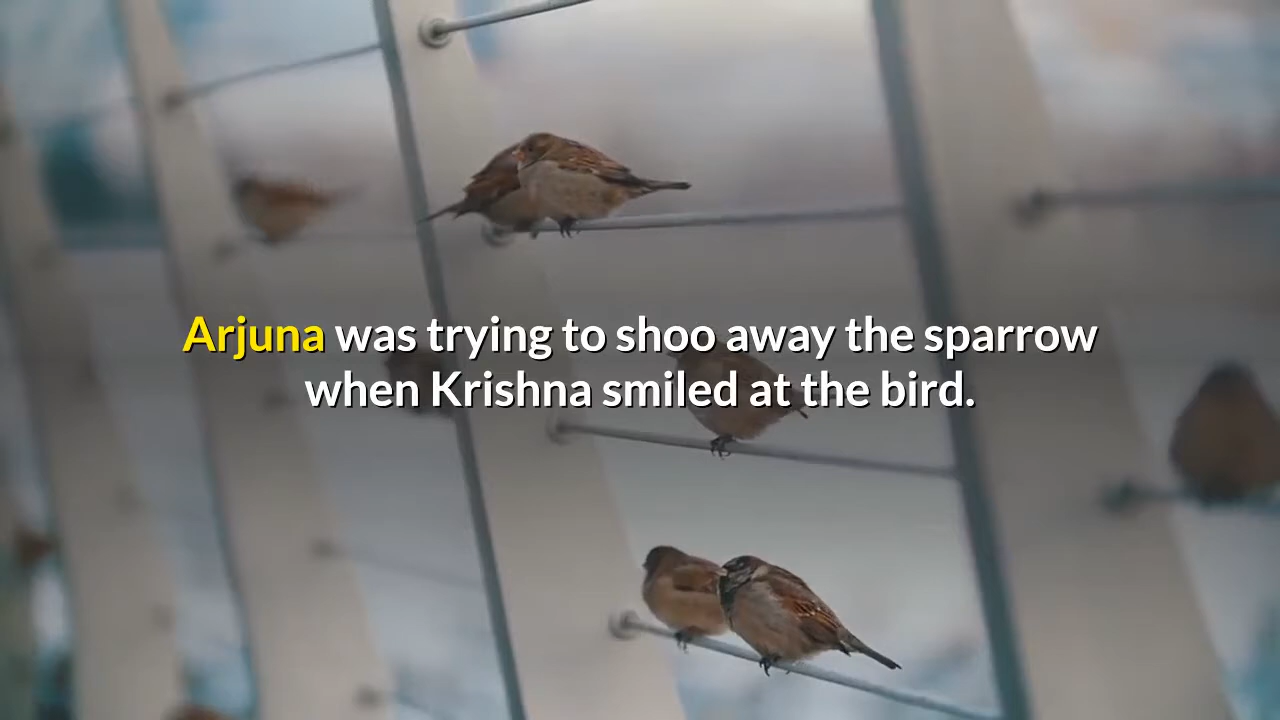 Arjuna was trying to shoo away the sparrow
when Krishna smiled at the bird.